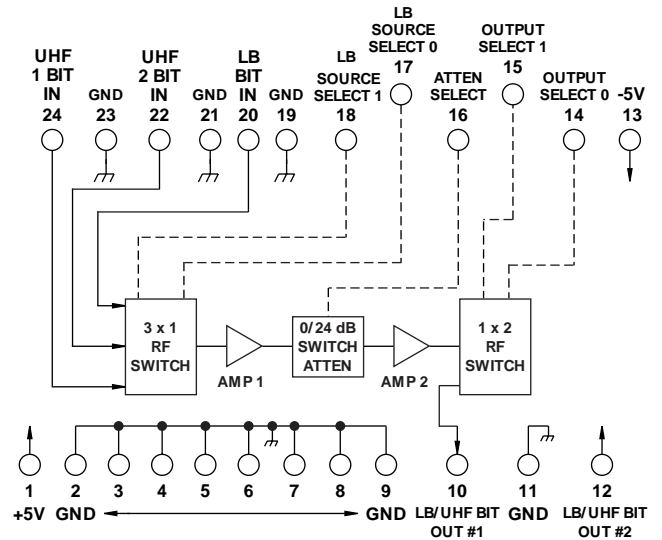 LB
SOURCE
SELECT 0
17
OUTPUT
SELECT 1
15
UHF
1 BIT
IN
24
GND
23
UHF
2 BIT
IN
22
GND
21
LB
BIT
IN
20
GND
19
LB
SOURCE
SELECT 1
18
ATTEN
SELECT
16
OUTPUT
SELECT 0
14
-5V
13
3 x 1
RF
SWITCH
AMP 1
0/24 dB
SWITCH
ATTEN
AMP 2
1 x 2
RF
SWITCH
1
+5V
2
GND
3
4
5
6
7
8
9
GND
10
LB/UHF BIT
OUT #1
11
GND
12
LB/UHF BIT
OUT #2